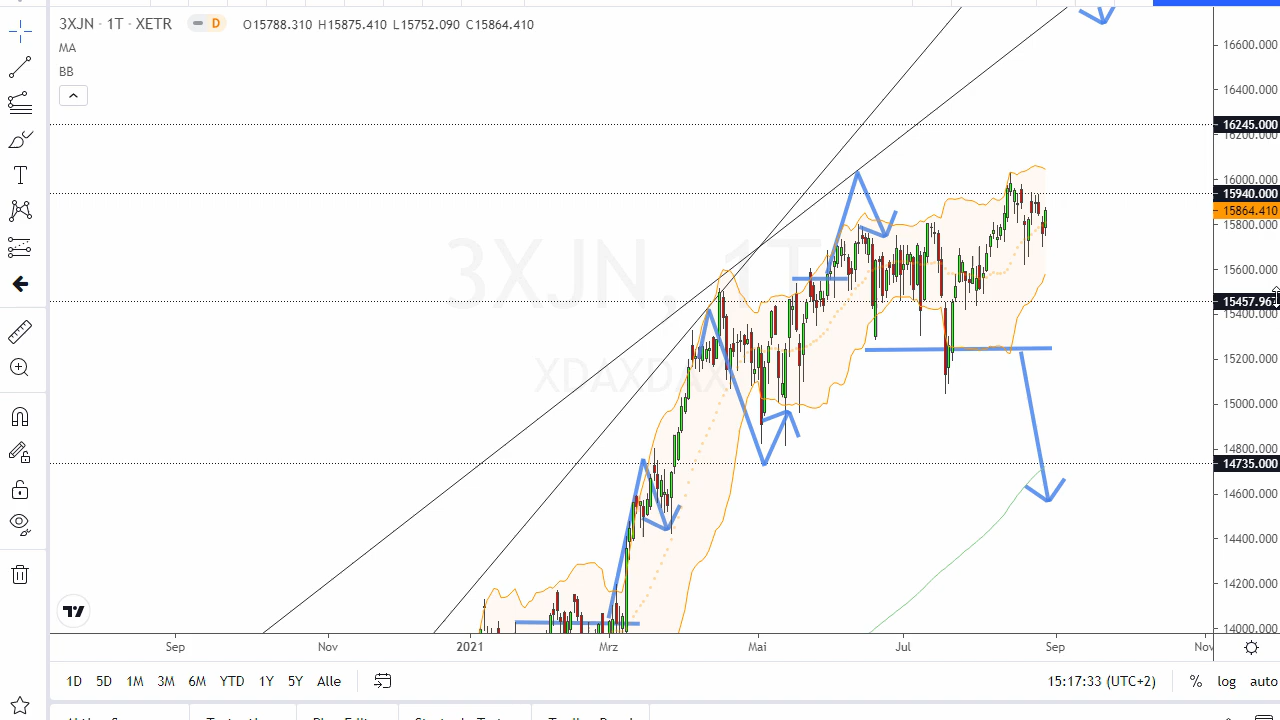 3XJN · 1T · XETR D O15788.310 H15875.410 L15752.090 C15864.410
MA
BB
3XJN, 1T
XDAXDAX
16600.000
16400.000
16245.000
16200.000
16000.000
15940.000
15864.410
15800.000
15600.000
15457.963
15400.000
15200.000
15000.000
14800.000
14735.000
14600.000
14400.000
14200.000
14000.000
Sep Nov 2021 Mrz Mai Jul Sep Nov
1D 5D 1M 3M 6M YTD 1Y 5Y Alle 15:17:33 (UTC+2) % log auto